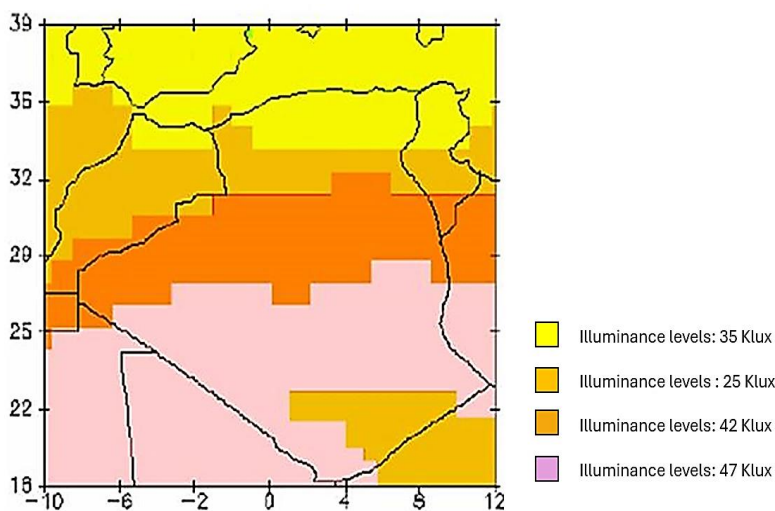 39
35
32
29
25
22
18
-10 -6 -2 0 4 8 12
Illuminance levels: 35 Klux
Illuminance levels : 25 Klux
Illuminance levels: 42 Klux
Illuminance levels: 47 Klux